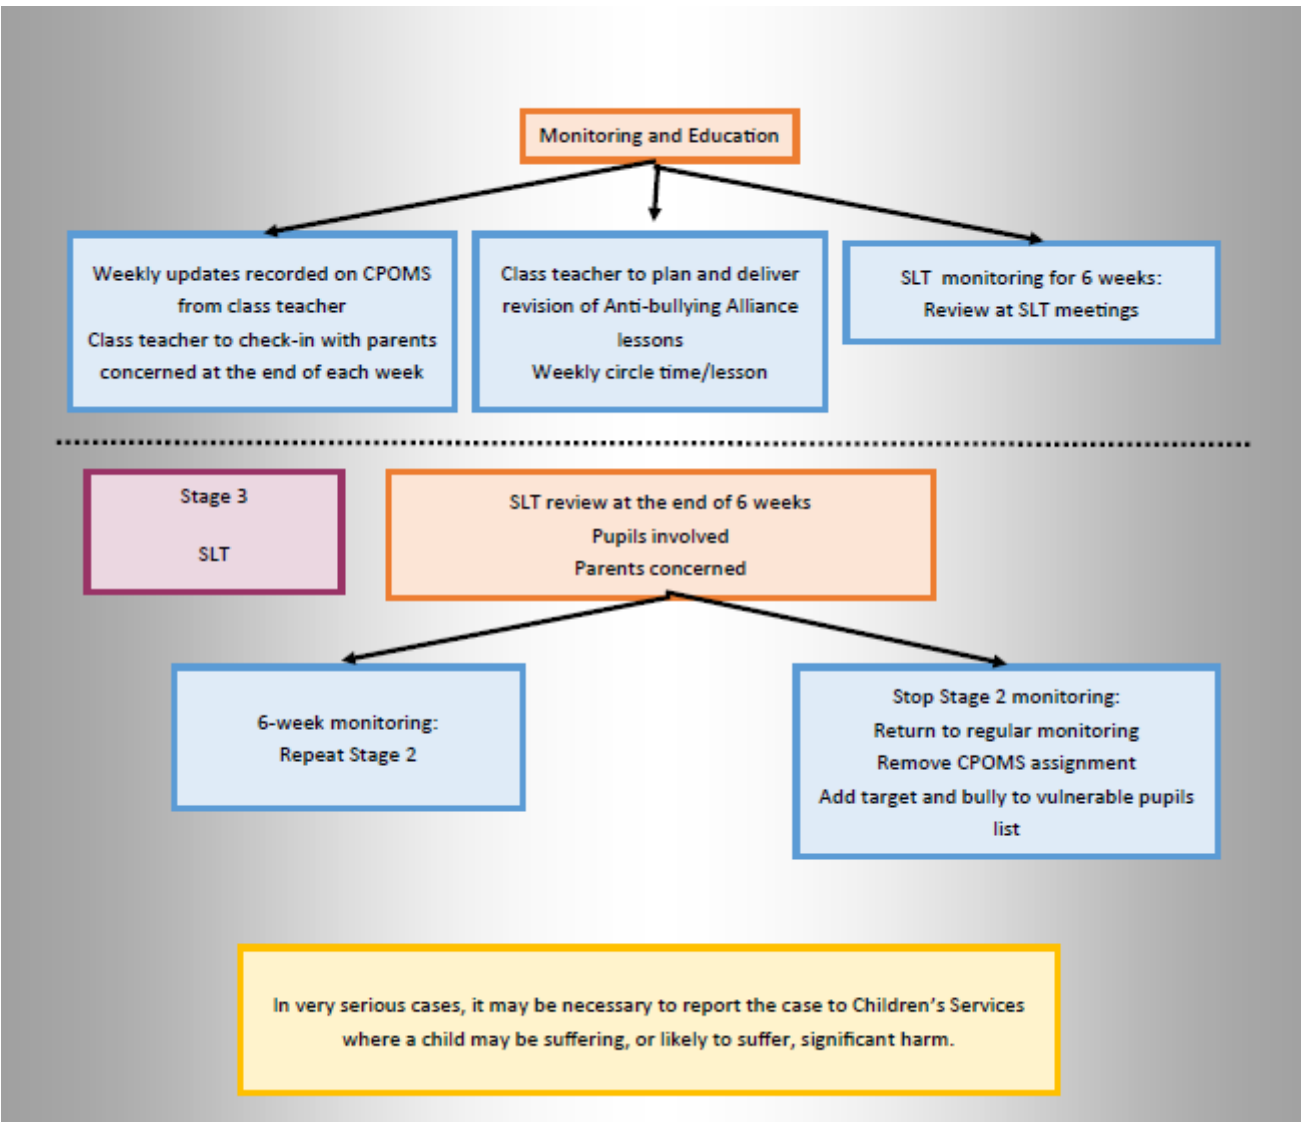 Monitoring and Education
Weekly updates recorded on CPOMS
from class teacher
Class teacher to check-in with parents
concerned at the end of each week
Class teacher to plan and deliver
revision of Anti-bullying Alliance
lessons
Weekly circle time/lesson
SLT monitoring for 6 weeks:
Review at SLT meetings
Stage 3
SLT
SLT review at the end of 6 weeks
Pupils involved
Parents concerned
6-week monitoring:
Repeat Stage 2
Stop Stage 2 monitoring:
Return to regular monitoring
Remove CPOMS assignment
Add target and bully to vulnerable pupils
list
In very serious cases, it may be necessary to report the case to Children’s Services
where a child may be suffering, or likely to suffer, significant harm.